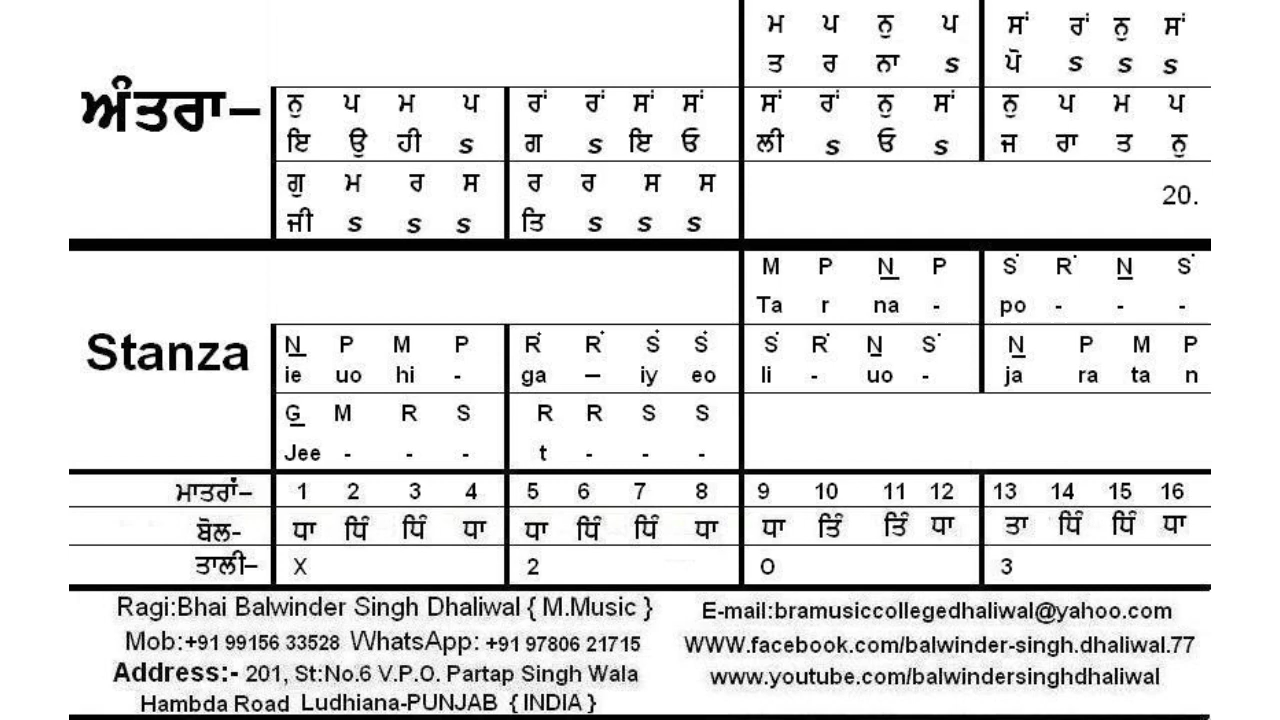 ਮ ਪ ਨੁ ਪ ਸਾਂ ਰਾਂ ਨੁ ਸਾਂ
ਤ ਰ ਨਾ s ਪੋ s s s
ਅੰਤਰਾ–
ਨੁ ਪ ਮ ਪ ਰਾਂ ਰਾਂ ਸਾਂ ਸਾਂ ਸਾਂ ਰਾਂ ਨੁ ਸਾਂ ਨੁ ਪ ਮ ਪ
ਇ ਉ ਹੀ s ਗ s ਇ ਓ ਲੀ s ਓ s ਜ ਰਾ ਤ ਨੁ
ਗੁ ਮ ਰ ਸ ਰ ਰ ਸ ਸ
ਜੀ s s s ਤਿ s s s
20.
M P N P Ṡ Ṙ N Ṡ
Ta r na - po - - -
Stanza
N P M P Ṙ Ṙ Ṡ Ṡ Ṡ Ṙ N Ṡ N P M P
ie uo hi - ga – iy eo li - uo - ja ra ta n
G M R S R R S S
Jee - - - t - - -
ਮਾਤਰਾਂ– 1 2 3 4 5 6 7 8 9 10 11 12 13 14 15 16
ਬੋਲ- ਧਾ ਧਿੰ ਧਿੰ ਧਾ ਧਾ ਧਿੰ ਧਿੰ ਧਾ ਧਾ ਤਿੰ ਤਿੰ ਧਾ ਤਾ ਧਿੰ ਧਿੰ ਧਾ
ਤਾਲੀ– X 2 O 3
Ragi:Bhai Balwinder Singh Dhaliwal { M.Music }
Mob:+91 99156 33528 WhatsApp: +91 97806 21715
Address:- 201, St:No.6 V.P.O. Partap Singh Wala
Hambda Road Ludhiana-PUNJAB { INDIA }
E-mail:bramusiccollegedhaliwal@yahoo.com
WWW.facebook.com/balwinder-singh.dhaliwal.77
www.youtube.com/balwindersinghdhaliwal